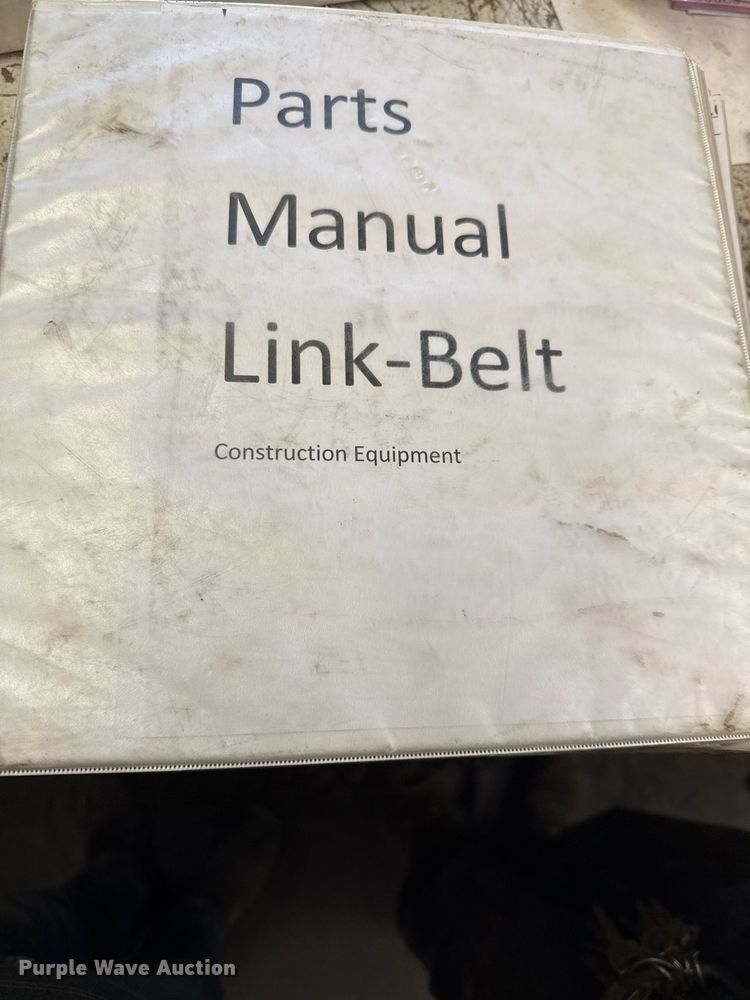 Parts
Manual
Link-Belt
Construction Equipment
Purple Wave Auction